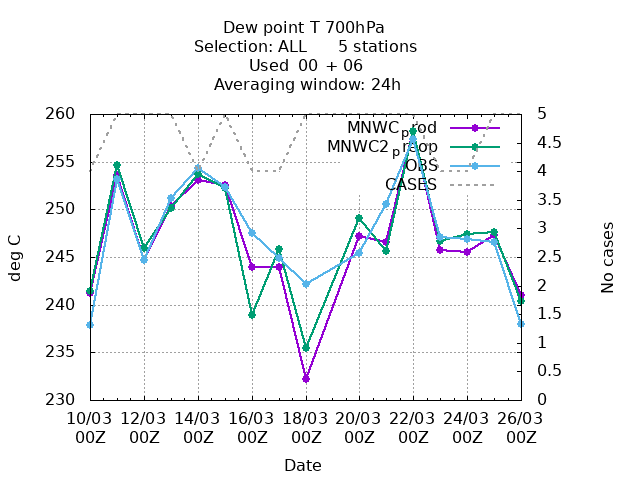 Dew point T 700hPa
Selection: ALL 5 stations
Used 00 + 06
Averaging window: 24h
260
255
250
245
240
235
230
deg C
5
4.5
4
3.5
3
2.5
2
1.5
1
0.5
0
No cases
MNWCprod
MNWC2preop
OBS
CASES
10/03 12/03 14/03 16/03 18/03 20/03 22/03 24/03 26/03
00Z 00Z 00Z 00Z 00Z 00Z 00Z 00Z 00Z
Date